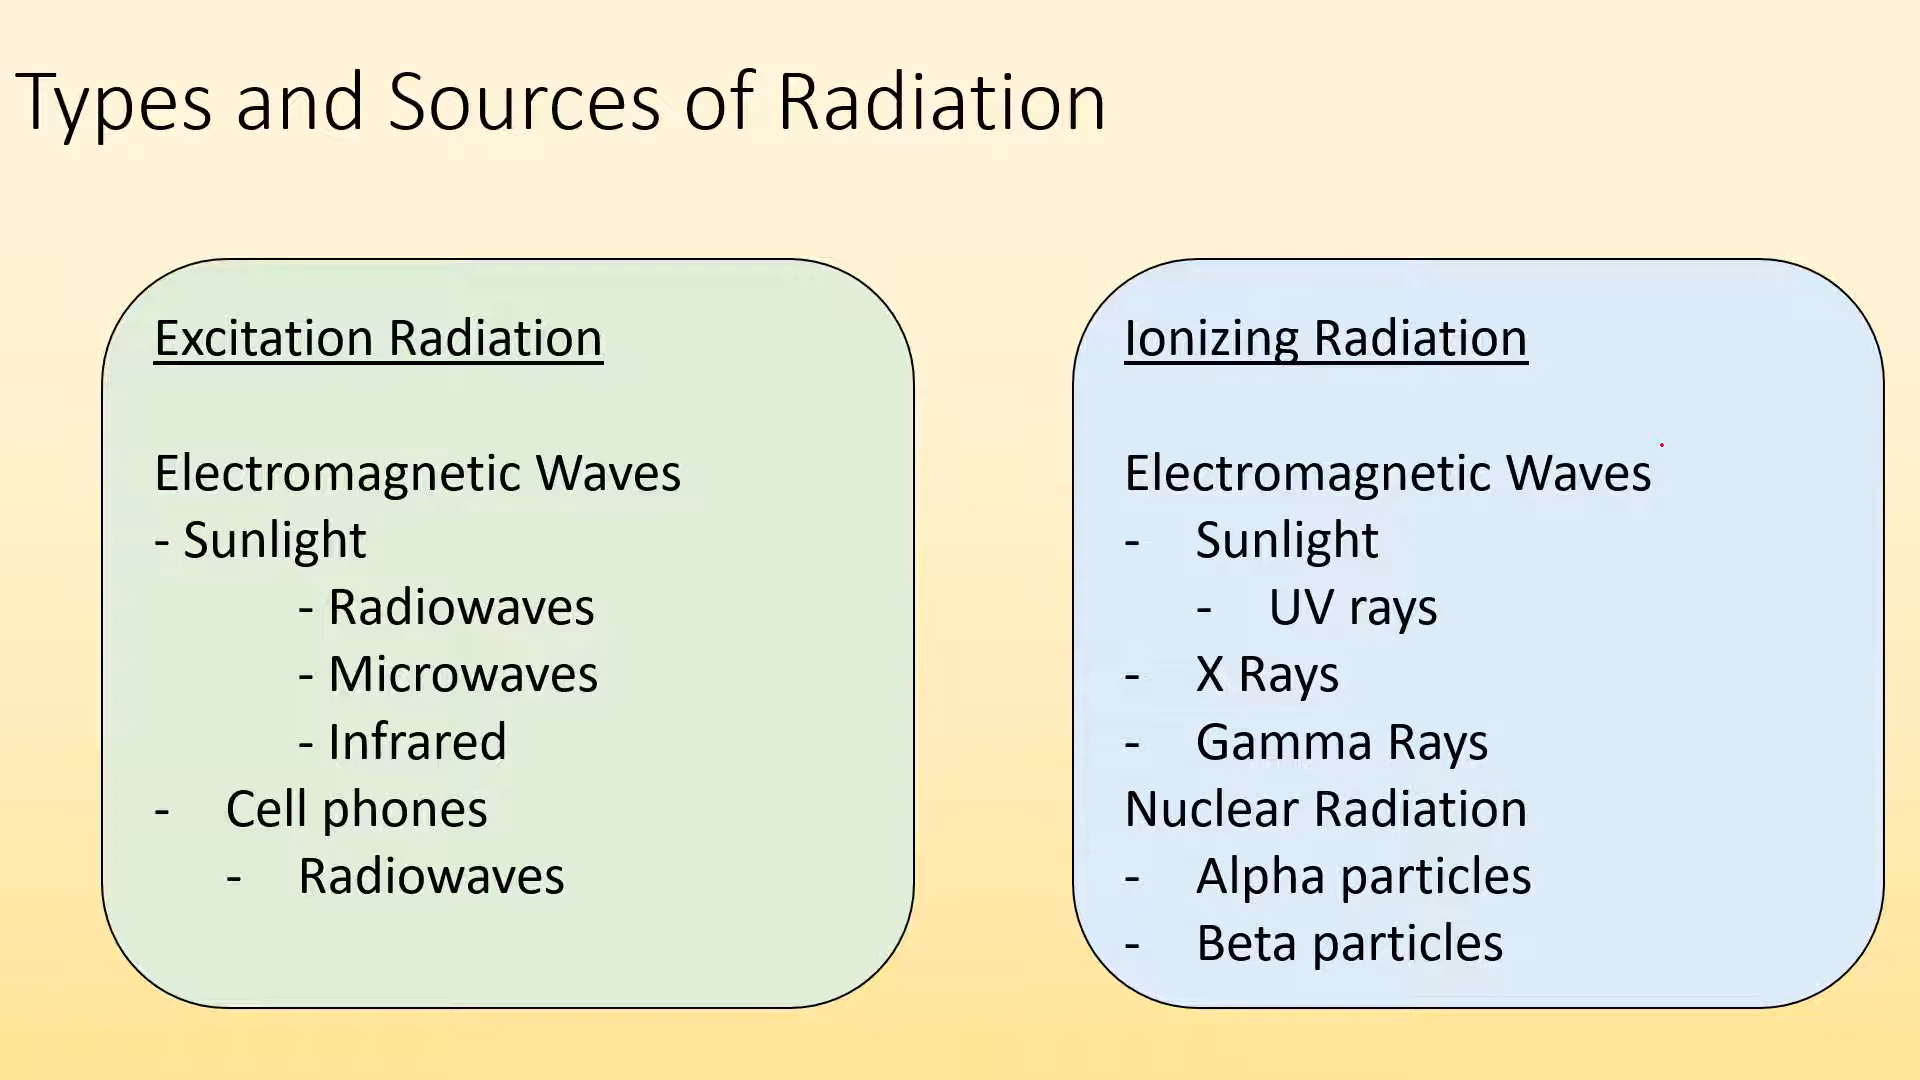 Types and Sources of Radiation
Excitation Radiation
Electromagnetic Waves
- Sunlight
- Radiowaves
- Microwaves
- Infrared
- Cell phones
- Radiowaves
Ionizing Radiation
Electromagnetic Waves
- Sunlight
- UV rays
- X Rays
- Gamma Rays
Nuclear Radiation
- Alpha particles
- Beta particles